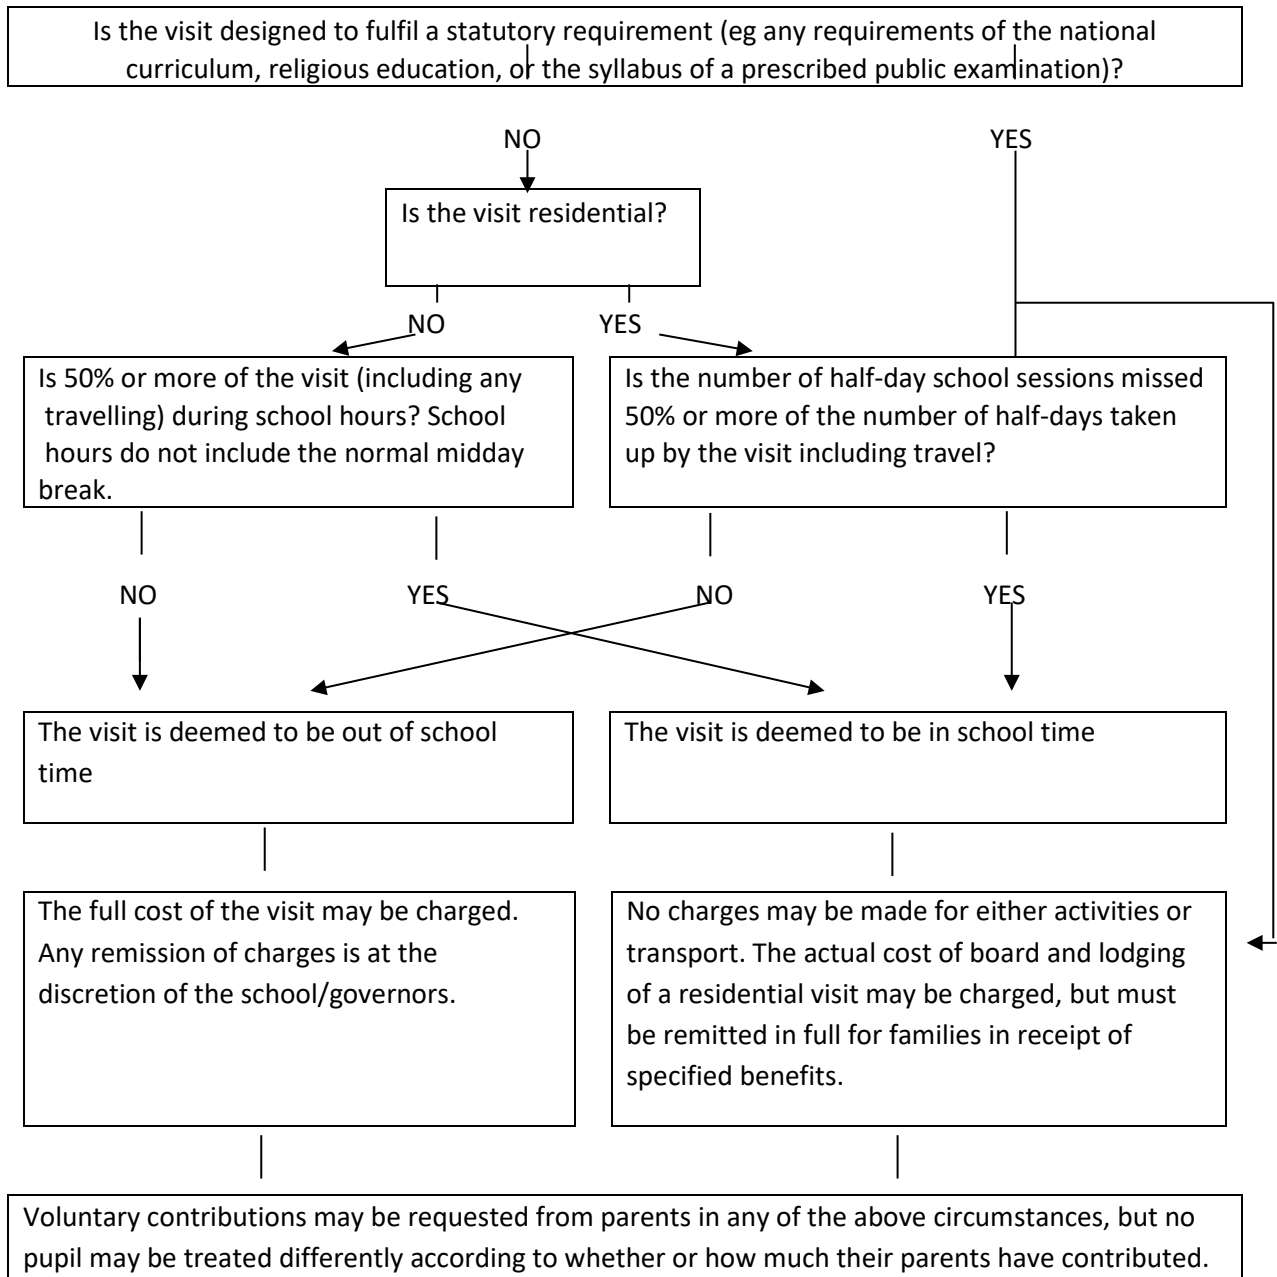 Is the visit designed to fulfil a statutory requirement (eg any requirements of the national
curriculum, religious education, or the syllabus of a prescribed public examination)?
NO
YES
Is the visit residential?
NO
YES
Is 50% or more of the visit (including any
travelling) during school hours? School
hours do not include the normal midday
break.
Is the number of half-day school sessions missed
50% or more of the number of half-days taken
up by the visit including travel?
NO
YES
NO
YES
The visit is deemed to be out of school
time
The visit is deemed to be in school time
The full cost of the visit may be charged.
Any remission of charges is at the
discretion of the school/governors.
No charges may be made for either activities or
transport. The actual cost of board and lodging
of a residential visit may be charged, but must
be remitted in full for families in receipt of
specified benefits.
Voluntary contributions may be requested from parents in any of the above circumstances, but no
pupil may be treated differently according to whether or how much their parents have contributed.